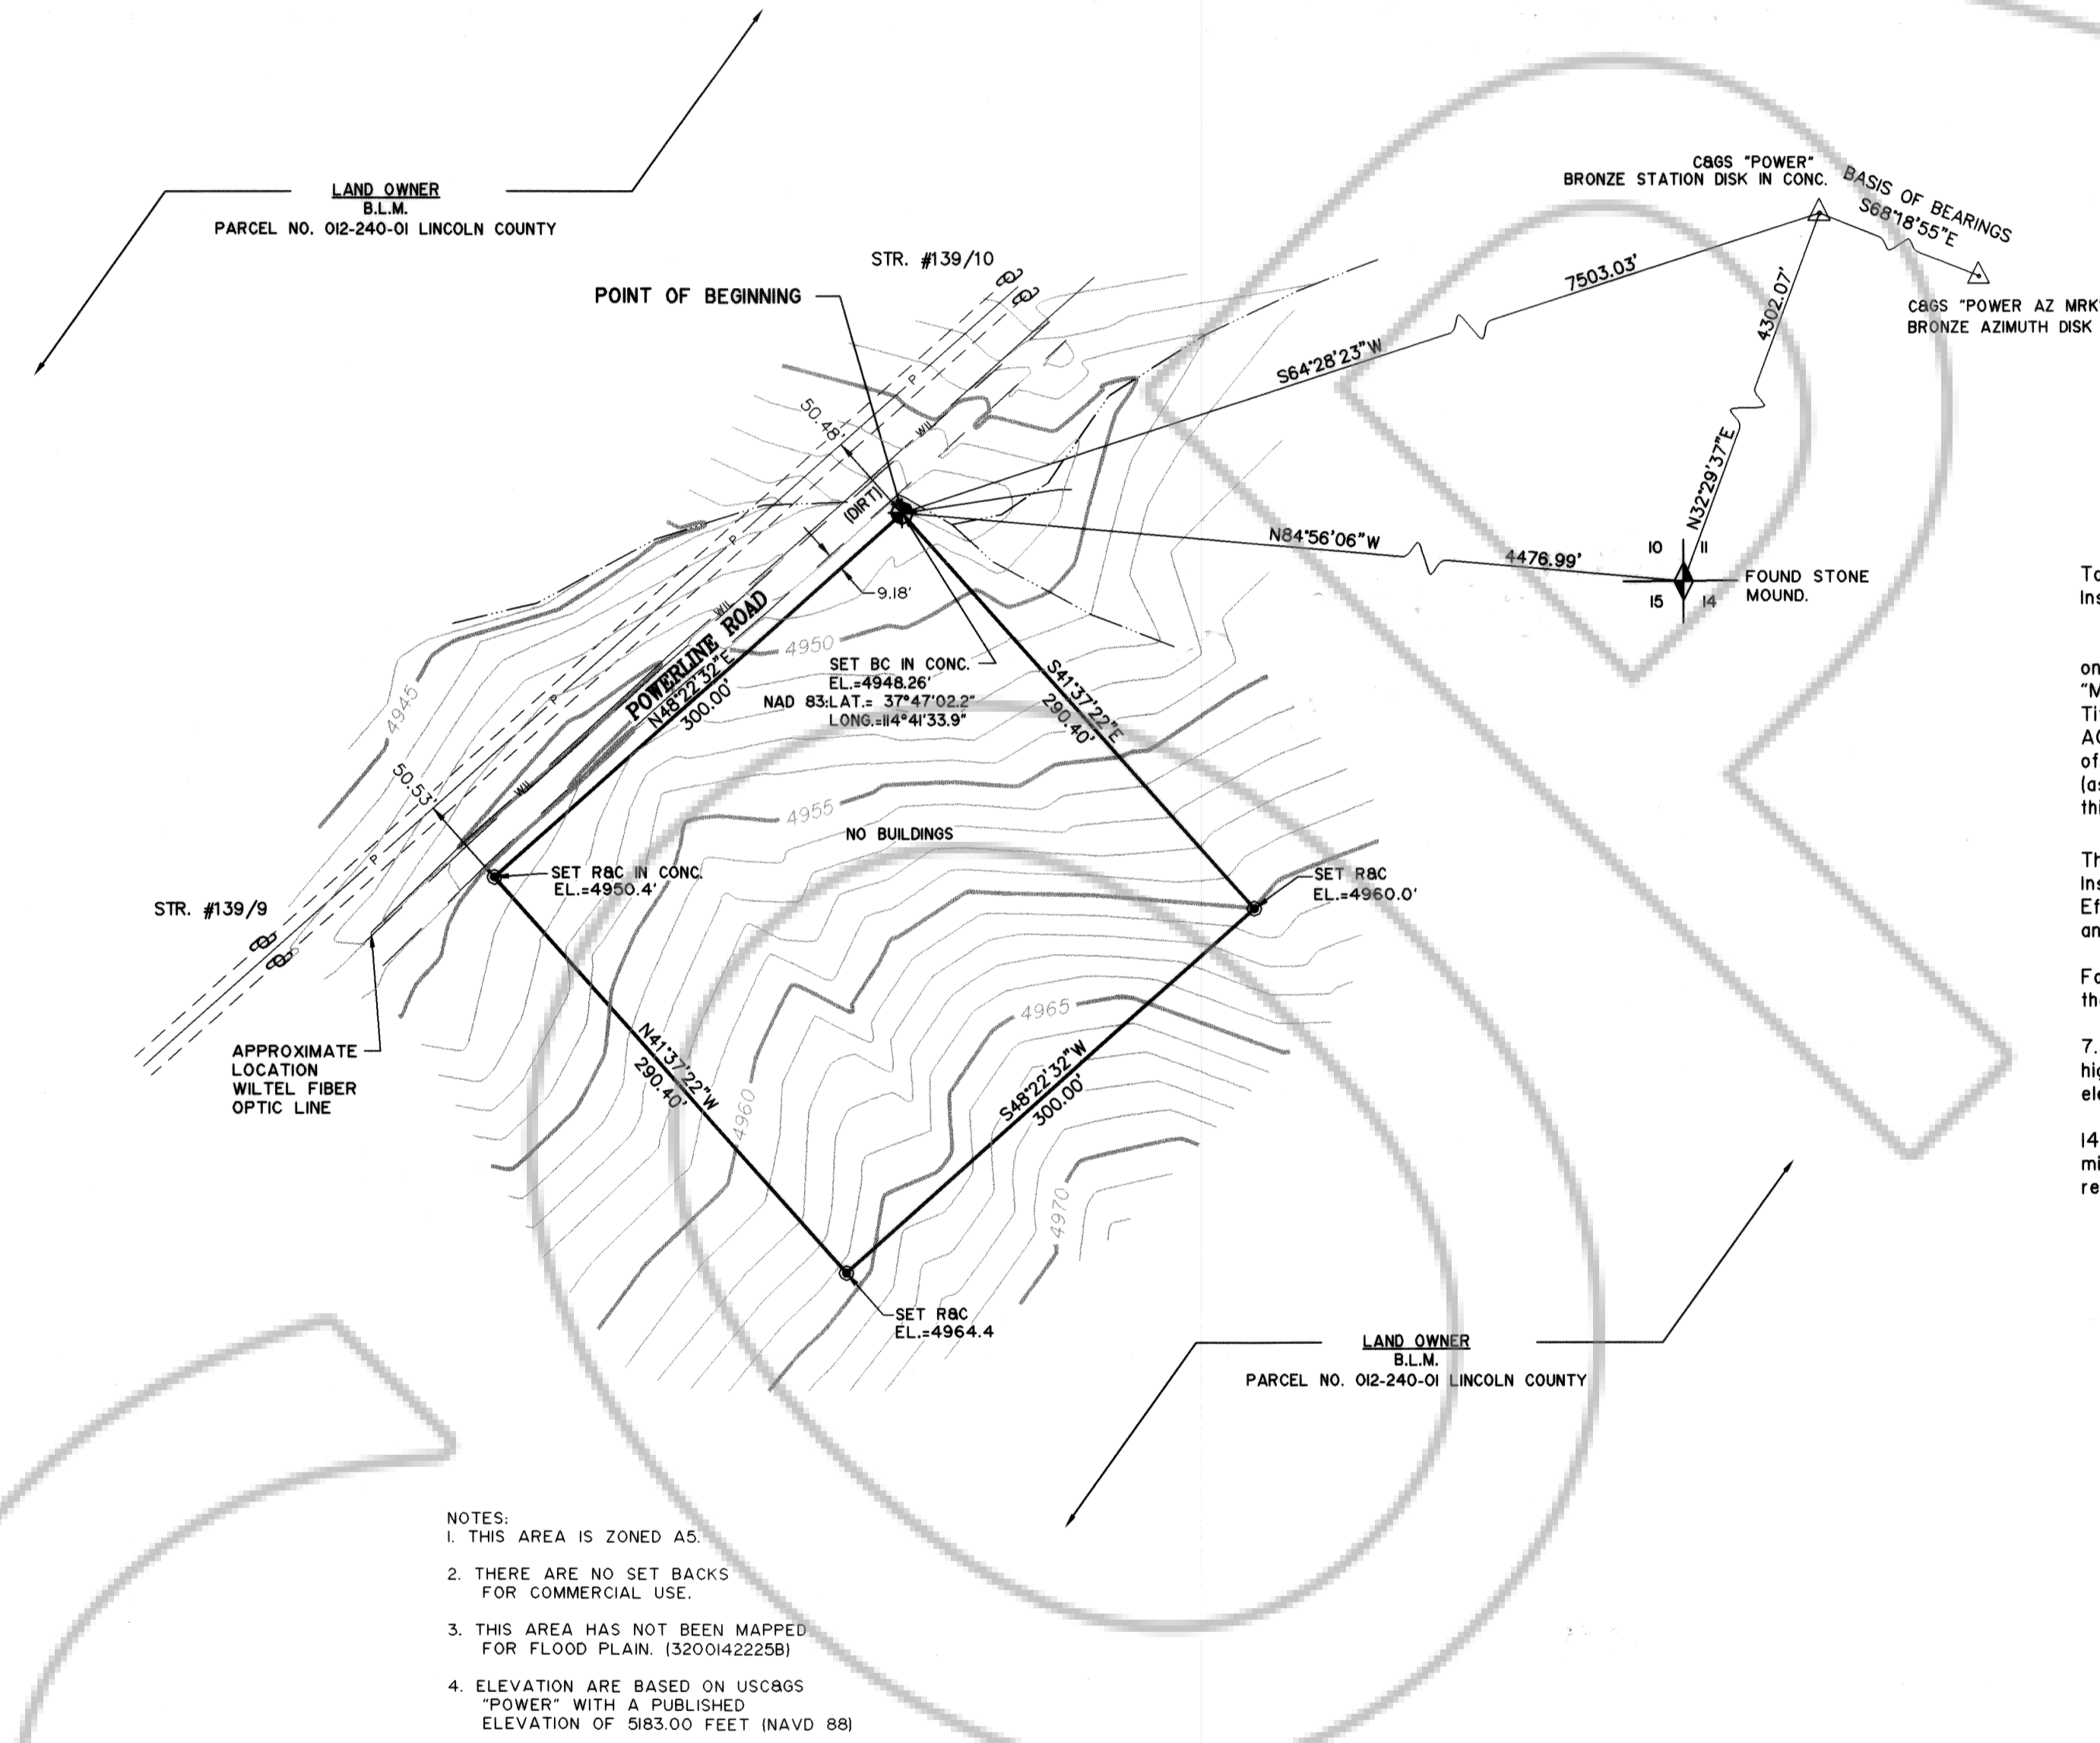 LAND OWNER
B.L.M.
PARCEL NO. 012-240-01 LINCOLN COUNTY
STR. #139/10
POINT OF BEGINNING
C&GS "POWER"
BRONZE STATION DISK IN CONC.
BASIS OF BEARINGS
S68°18'55"E
C&GS "POWER AZ MRK"
BRONZE AZIMUTH DISK
7503.03'
S64°28'23"W
4302.07'
N32°29'37"E
N84°56'06"W
4476.99'
10
11
15
14
FOUND STONE
MOUND.
50.48'
P
WIL
(DIRT)
P
9.18'
WIL
POWERLINE ROAD
N48°22'32"E
300.00'
4950
4945
SET BC IN CONC.
EL.=4948.26'
NAD 83:LAT.= 37°47'02.2"
LONG.=114°41'33.9"
S41°37'22"E
290.40'
P
50.53'
WIL
4955
NO BUILDINGS
P
SET R&C IN CONC.
EL.=4950.4'
SET R&C
EL.=4960.0'
STR. #139/9
4965
APPROXIMATE
LOCATION
WILTEL FIBER
OPTIC LINE
N41°37'22"W
290.40'
4960
S48°22'32"W
300.00'
4970
SET R&C
EL.=4964.4
LAND OWNER
B.L.M.
PARCEL NO. 012-240-01 LINCOLN COUNTY
NOTES:
1. THIS AREA IS ZONED A5.
2. THERE ARE NO SET BACKS
FOR COMMERCIAL USE.
3. THIS AREA HAS NOT BEEN MAPPED
FOR FLOOD PLAIN. (3200142225B)
4. ELEVATION ARE BASED ON USC&GS
"POWER" WITH A PUBLISHED
ELEVATION OF 5183.00 FEET (NAVD 88)
7.